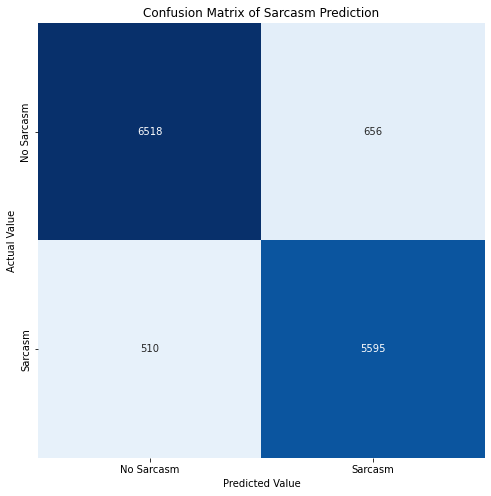 Confusion Matrix of Sarcasm Prediction
Actual Value
No Sarcasm
6518
656
Sarcasm
510
5595
No Sarcasm
Sarcasm
Predicted Value